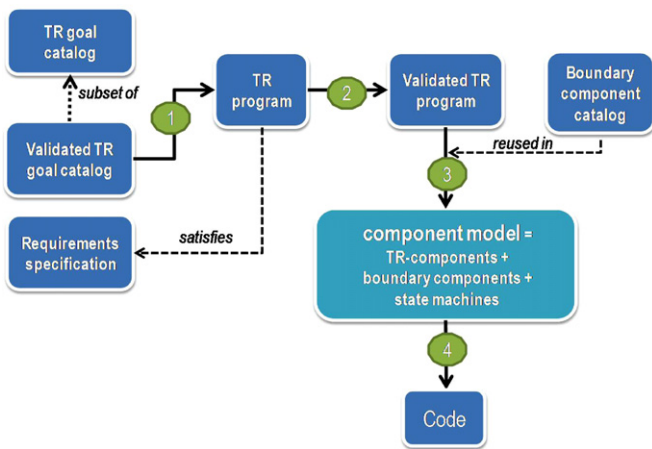 TR goal
catalog
subset of
Validated TR
goal catalog
1
TR
program
2
Validated TR
program
Boundary
component
catalog
reused in
3
Requirements
specification
satisfies
component model =
TR-components +
boundary components +
state machines
4
Code